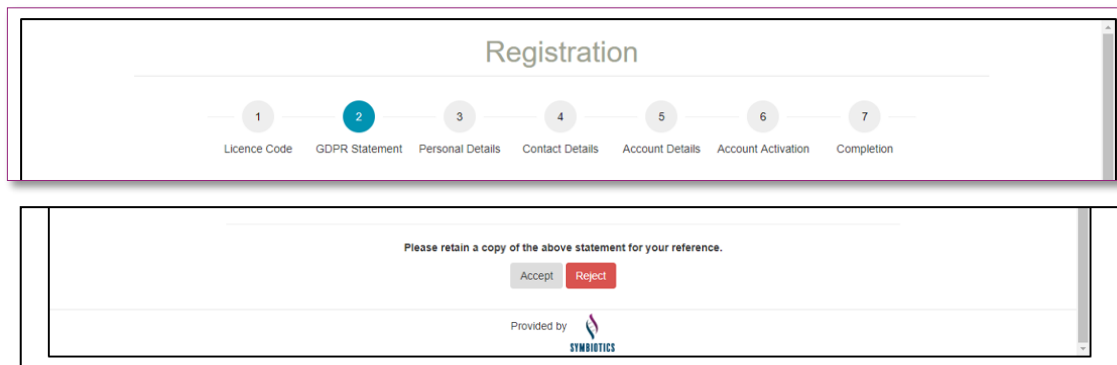 Registration
1 2 3 4 5 6 7
Licence Code GDPR Statement Personal Details Contact Details Account Details Account Activation Completion
Please retain a copy of the above statement for your reference.
Accept Reject
Provided by
SYMBIOTICS